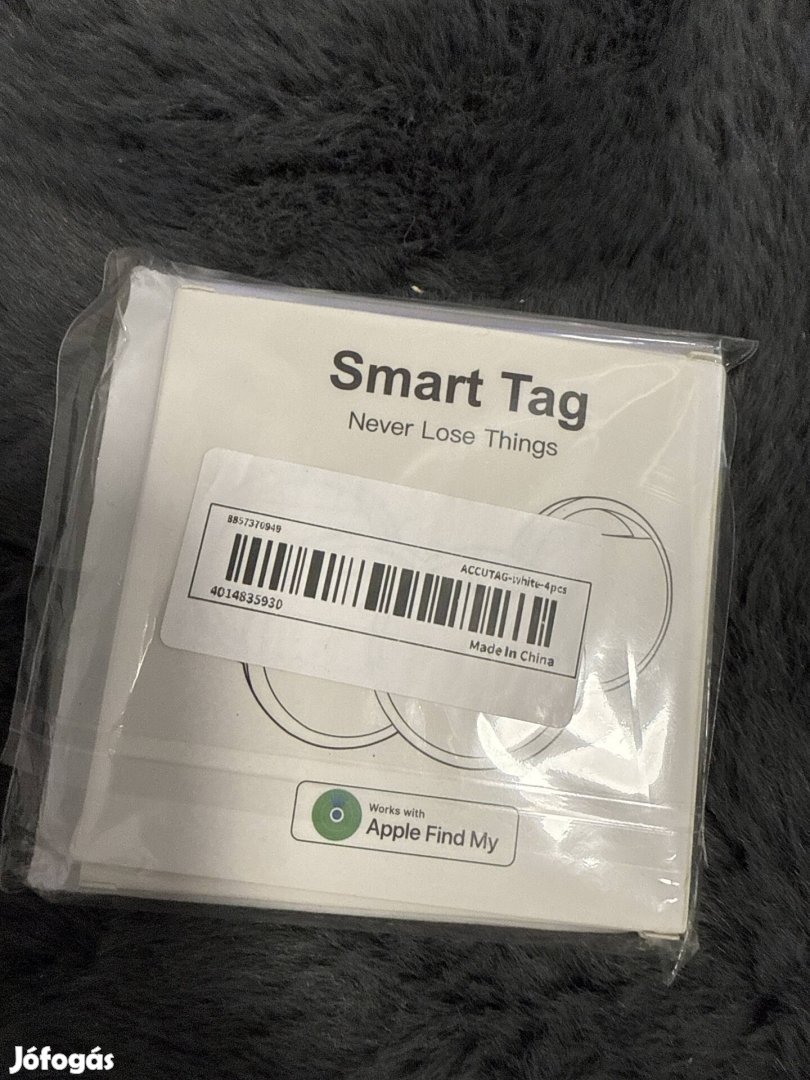 Smart Tag
Never Lose Things
8857370949
ACCUTAG-white-4pcs
4014835930
Made In China
Works with
Apple Find My
Jófogás